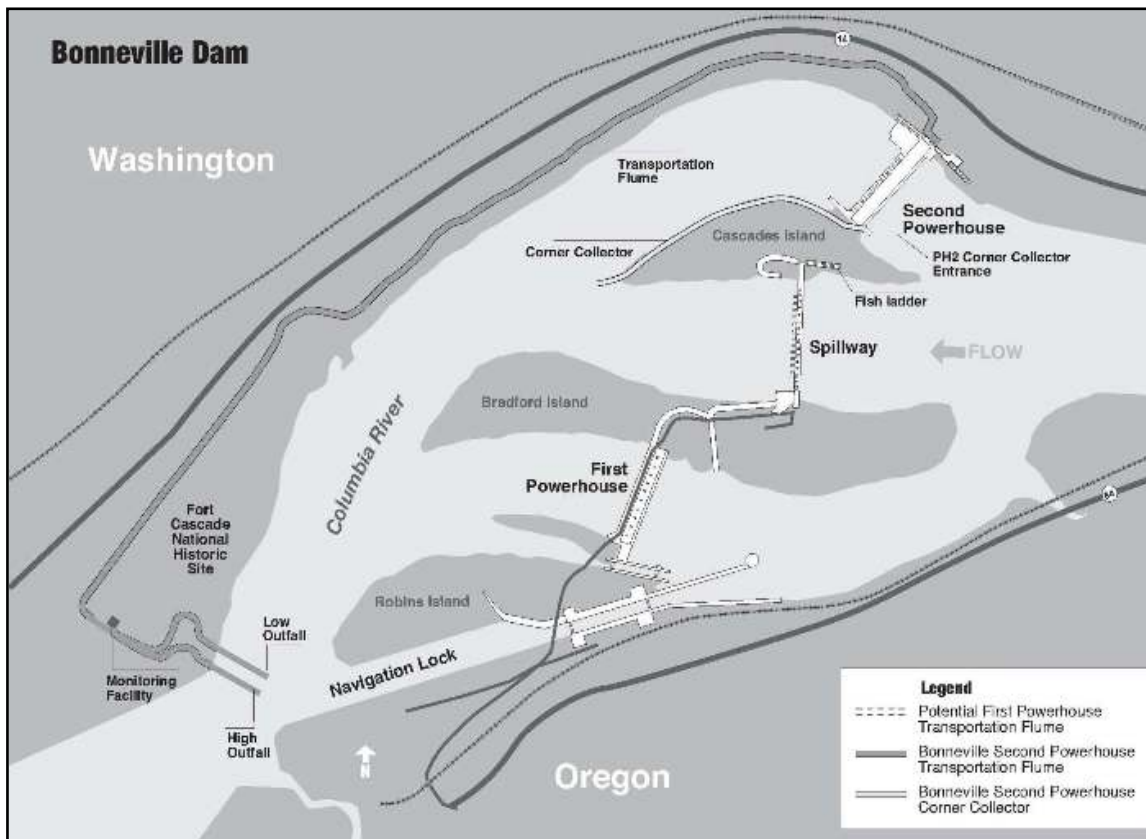 Bonneville Dam
14
Washington
Transportation
Flume
Second
Powerhouse
Cascades Island
Corner Collector
PH2 Corner Collector
Entrance
Fish ladder
Spillway
FLOW
Bradford Island
Columbia River
First
Powerhouse
84
Fort
Cascade
National
Historic
Site
Robins Island
Low
Outfall
Navigation Lock
Monitoring
Facility
High
Outfall
N
Oregon
Legend
Potential First Powerhouse
Transportation Flume
Bonneville Second Powerhouse
Transportation Flume
Bonneville Second Powerhouse
Corner Collector